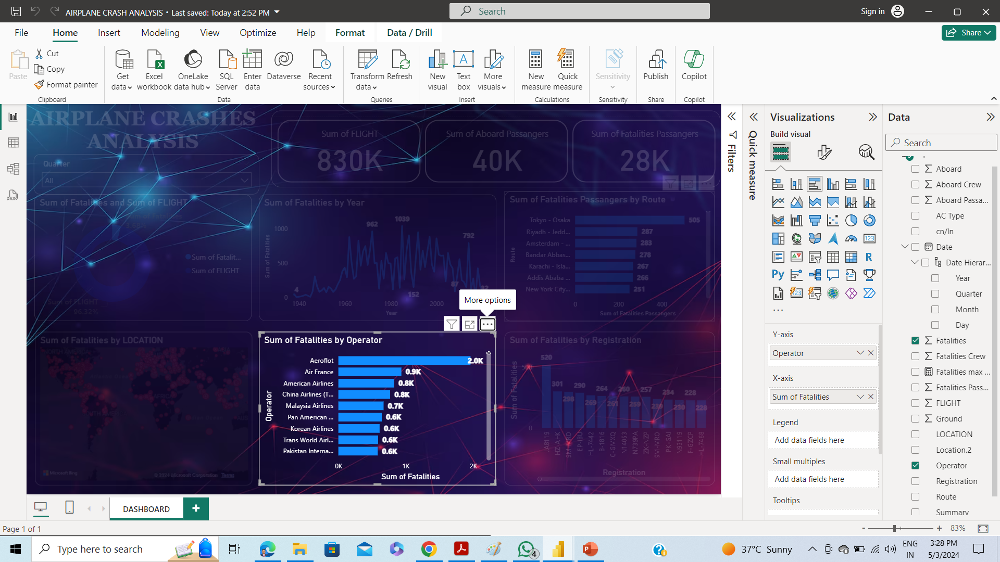 AIRPLANE CRASH ANALYSIS • Last saved: Today at 2:52 PM
Search
Sign in
File Home Insert Modeling View Optimize Help Format Data / Drill
Share
Paste
Cut
Copy
Format painter
Clipboard
Get data
Excel workbook
OneLake data hub
SQL Server
Enter data
Dataverse
Recent sources
Data
Transform data
Refresh
Queries
New visual
Text box
More visuals
Insert
New measure
Quick measure
Calculations
Sensitivity
Sensitivity
Publish
Share
Copilot
Copilot
AIRPLANE CRASHES
ANALYSIS
Quarter
All
Sum of FLIGHT
830K
Sum of Aboard Passangers
40K
Sum of Fatalities Passangers
28K
Sum of Fatalities and Sum of FLIGHT
3.68%
Sum of Fatalit...
Sum of FLIGHT
Sum of FLIGHT
96.32%
Sum of Fatalities by Year
Sum of Fatalities
1000
500
0
4
962
1039
152
792
87
32
1940 1960 1980 2000
Year
Sum of Fatalities Passangers by Route
Route
Tokyo - Osaka 505
Riyadh - Jedd... 287
Amsterdam - ... 283
Bandar Abbas... 278
Karachi - Isla... 267
Addis Ababa ... 266
New York City... 251
0 200 400
Sum of Fatalities Passangers
More options
Sum of Fatalities by LOCATION
NORTH AMERICA
AFRICA
Microsoft Bing
© 2024 Microsoft Corporation Terms
Sum of Fatalities by Operator
Operator
Aeroflot 2.0K
Air France 0.9K
American Airlines 0.8K
China Airlines (T... 0.8K
Malaysia Airlines 0.7K
Pan American ... 0.6K
Korean Airlines 0.6K
Trans World Airl... 0.6K
Pakistan Interna... 0.6K
0K 1K 2K
Sum of Fatalities
Sum of Fatalities by Registration
Sum of Fatalities
0
520 301 298 290 269 264 261 260 259 257 239 234 230 228 228
JA8119 HZ-AHK 9M-MRD EP-IBU HL-7442 B-1816 C-GMXQ N14053 N739PA ZK-NZP 9M-MRO PK-GAI N93119 F-GZCP HL-7468
Registration
Filters
Quick measure
Visualizations
Build visual
Y-axis
Operator
X-axis
Sum of Fatalities
Legend
Add data fields here
Small multiples
Add data fields here
Tooltips
Data
Search
Aboard
Aboard Crew
Aboard Passa...
AC Type
cn/In
Date
Date Hierar...
Year
Quarter
Month
Day
Fatalities
Fatalities Crew
Fatalities max ...
Fatalities Pass...
FLIGHT
Ground
LOCATION
Location.2
Operator
Registration
Route
Summary
DASHBOARD
Page 1 of 1
83%
Type here to search
4
37°C Sunny
ENG
IN
3:28 PM
5/3/2024